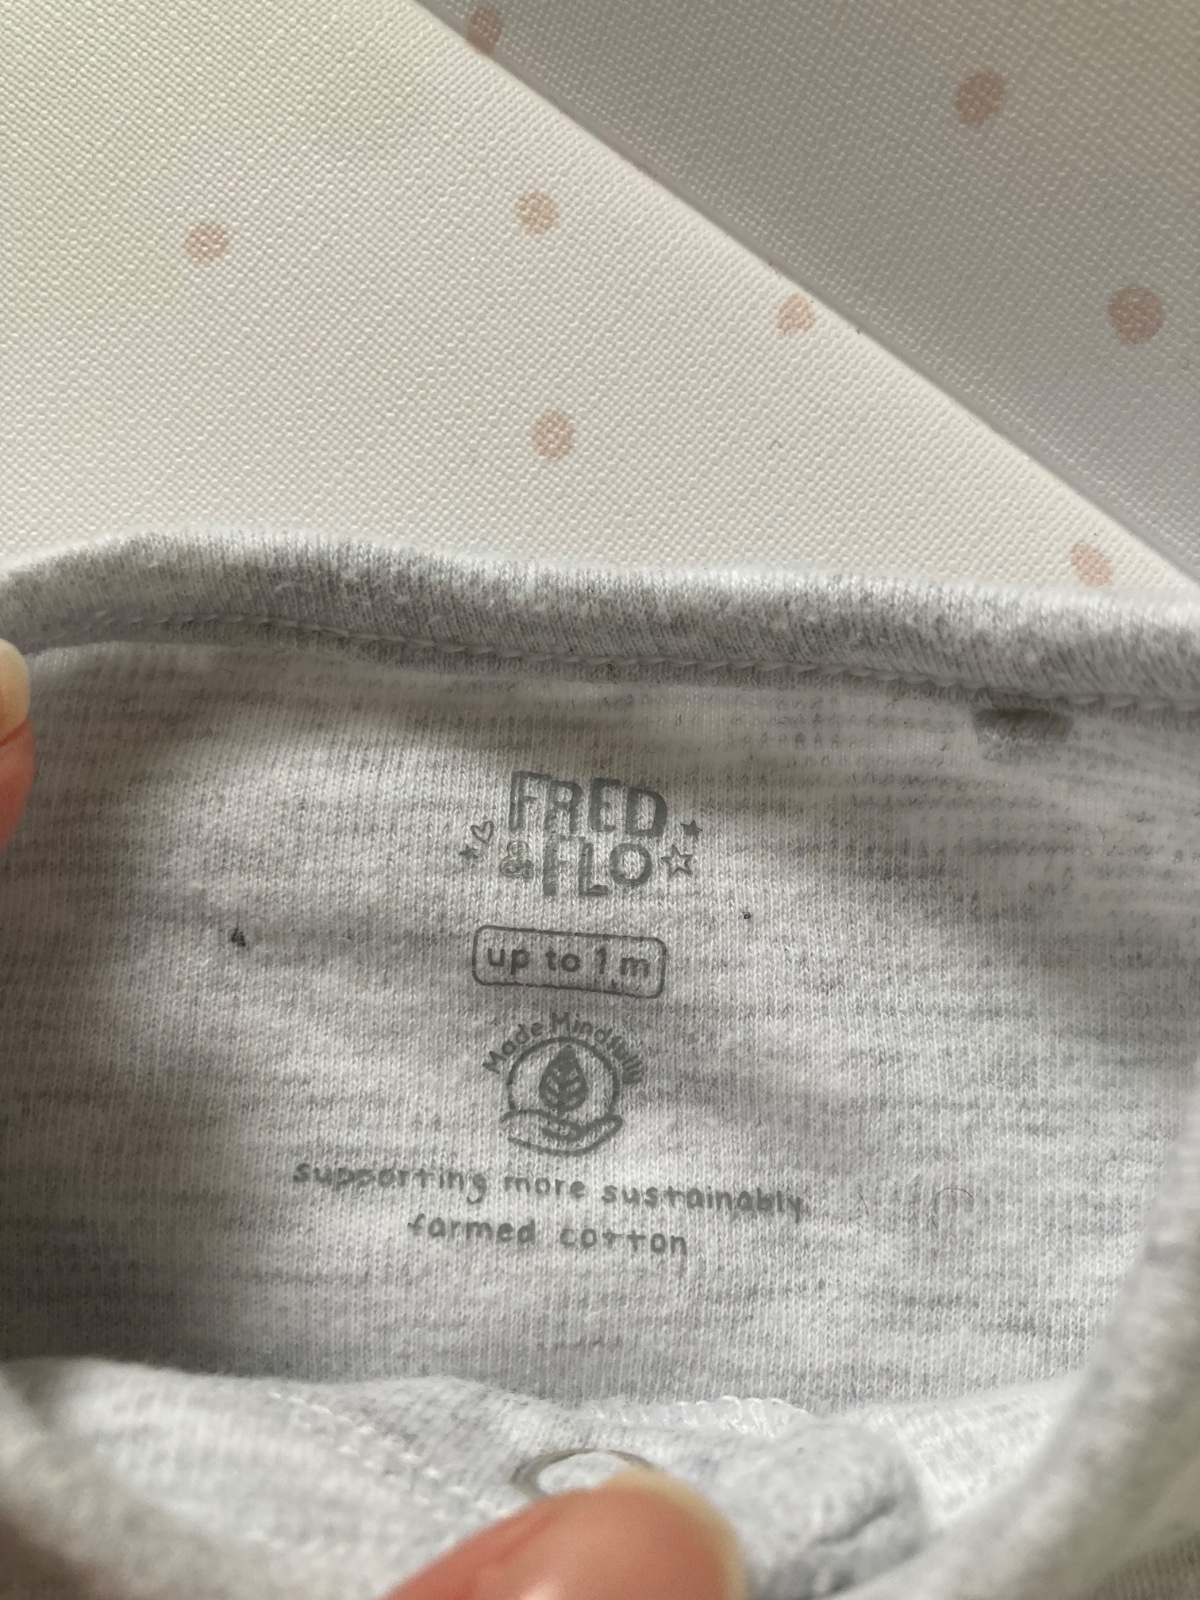 FRED
& FLO
up to 1 m
Made Mindfully
supporting more sustainably
farmed cotton